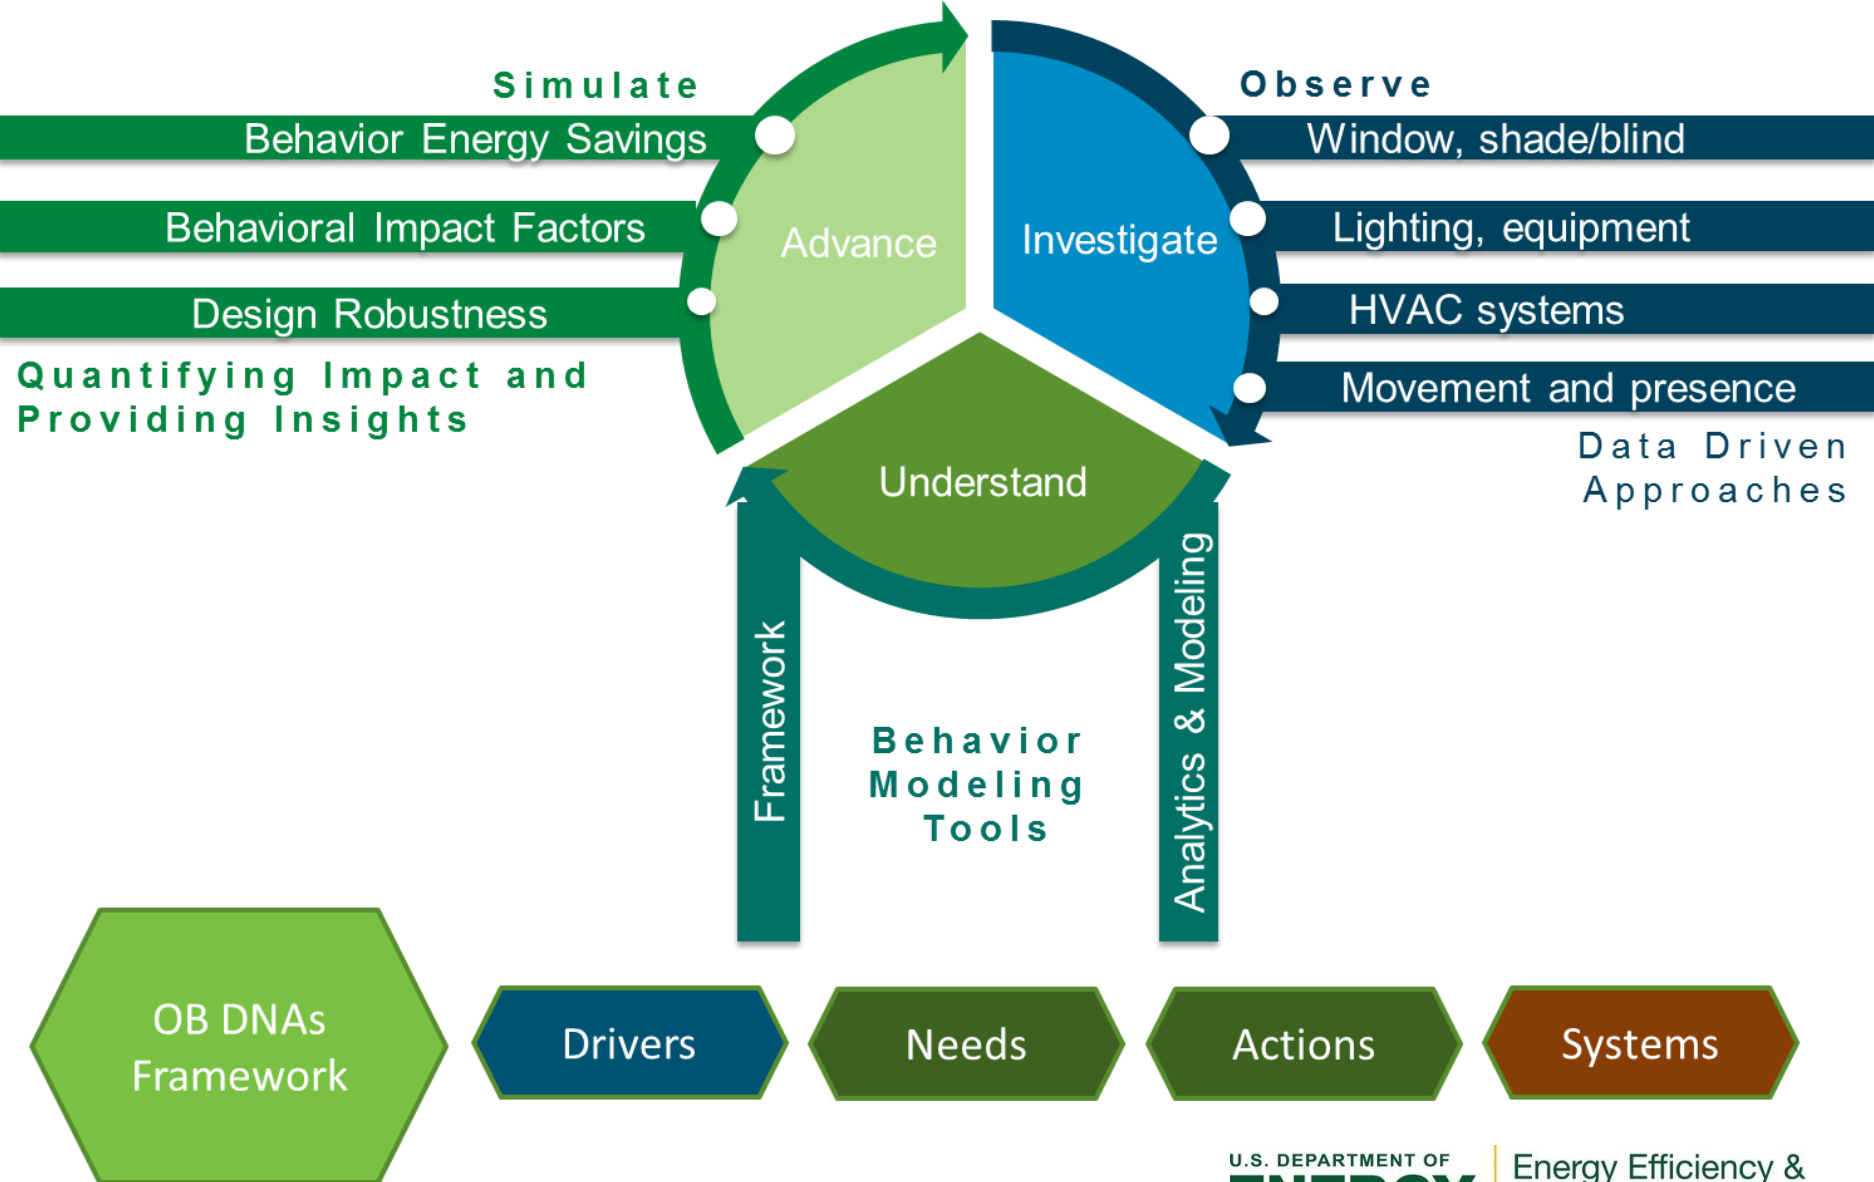 Simulate
Behavior Energy Savings
Behavioral Impact Factors
Design Robustness
Quantifying Impact and
Providing Insights
Advance
Investigate
Understand
Observe
Window, shade/blind
Lighting, equipment
HVAC systems
Movement and presence
Data Driven
Approaches
Framework
Behavior
Modeling
Tools
Analytics & Modeling
OB DNAs
Framework
Drivers
Needs
Actions
Systems
U.S. DEPARTMENT OF
ENERGY
Energy Efficiency &